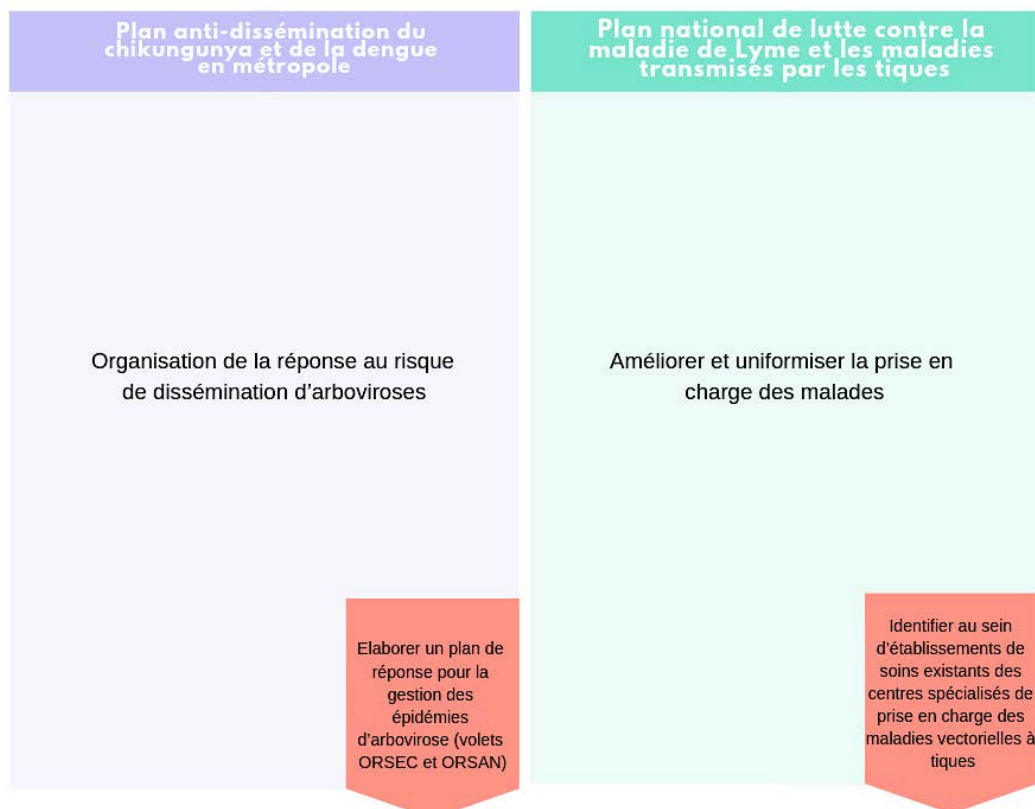 Plan anti-dissémination du
chikungunya et de la dengue
en métropole
Plan national de lutte contre la
maladie de Lyme et les maladies
transmises par les tiques
Organisation de la réponse au risque
de dissémination d’arboviroses
Améliorer et uniformiser la prise en
charge des malades
Elaborer un plan de
réponse pour la
gestion des
épidémies
d’arbovirose (volets
ORSEC et ORSAN)
Identifier au sein
d’établissements de
soins existants des
centres spécialisés de
prise en charge des
maladies vectorielles à
tiques